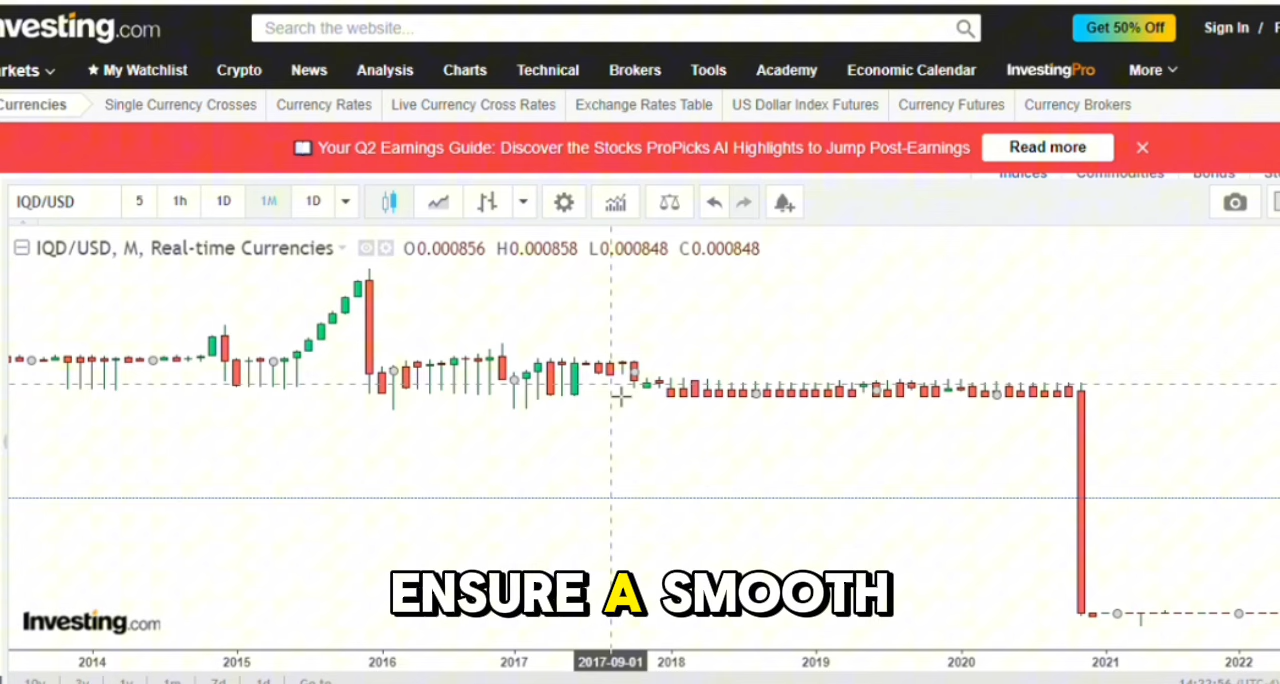 nvesting.com Search the website... Get 50% Off Sign In /
rkets My Watchlist Crypto News Analysis Charts Technical Brokers Tools Academy Economic Calendar InvestingPro More
Currencies Single Currency Crosses Currency Rates Live Currency Cross Rates Exchange Rates Table US Dollar Index Futures Currency Futures Currency Brokers
Your Q2 Earnings Guide: Discover the Stocks ProPicks AI Highlights to Jump Post-Earnings Read more
Indices Commodities Bonds
IQD/USD 5 1h 1D 1M 1D
IQD/USD, M, Real-time Currencies O0.000856 H0.000858 L0.000848 C0.000848
ENSURE A SMOOTH
Investing.com
2014 2015 2016 2017 2017-09-01 2018 2019 2020 2021 2022